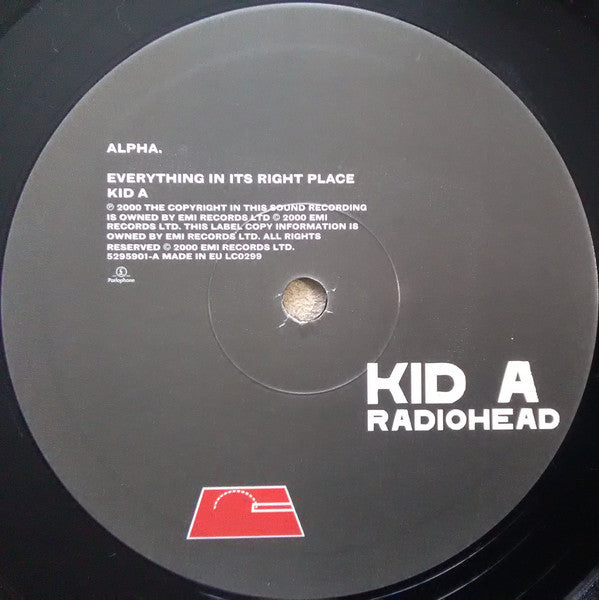 ALPHA.
EVERYTHING IN ITS RIGHT PLACE
KID A
℗ 2000 THE COPYRIGHT IN THIS SOUND RECORDING
IS OWNED BY EMI RECORDS LTD © 2000 EMI
RECORDS LTD. THIS LABEL COPY INFORMATION IS
OWNED BY EMI RECORDS LTD. ALL RIGHTS
RESERVED © 2000 EMI RECORDS LTD.
5295901-A MADE IN EU LC0299
Parlophone
KID A
RADIOHEAD